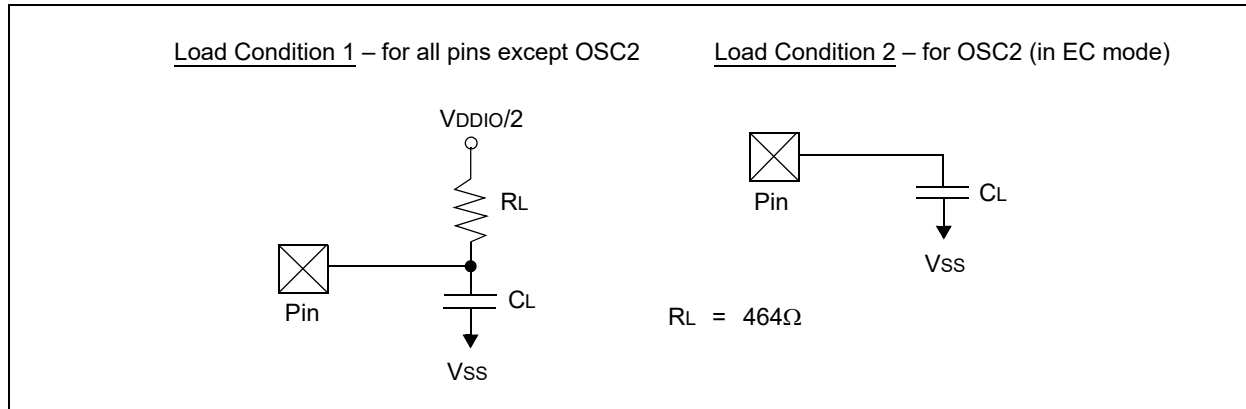 Load Condition 1 – for all pins except OSC2
VDDIO/2
RL
Pin
CL
VSS
Load Condition 2 – for OSC2 (in EC mode)
Pin
CL
VSS
RL = 464Ω